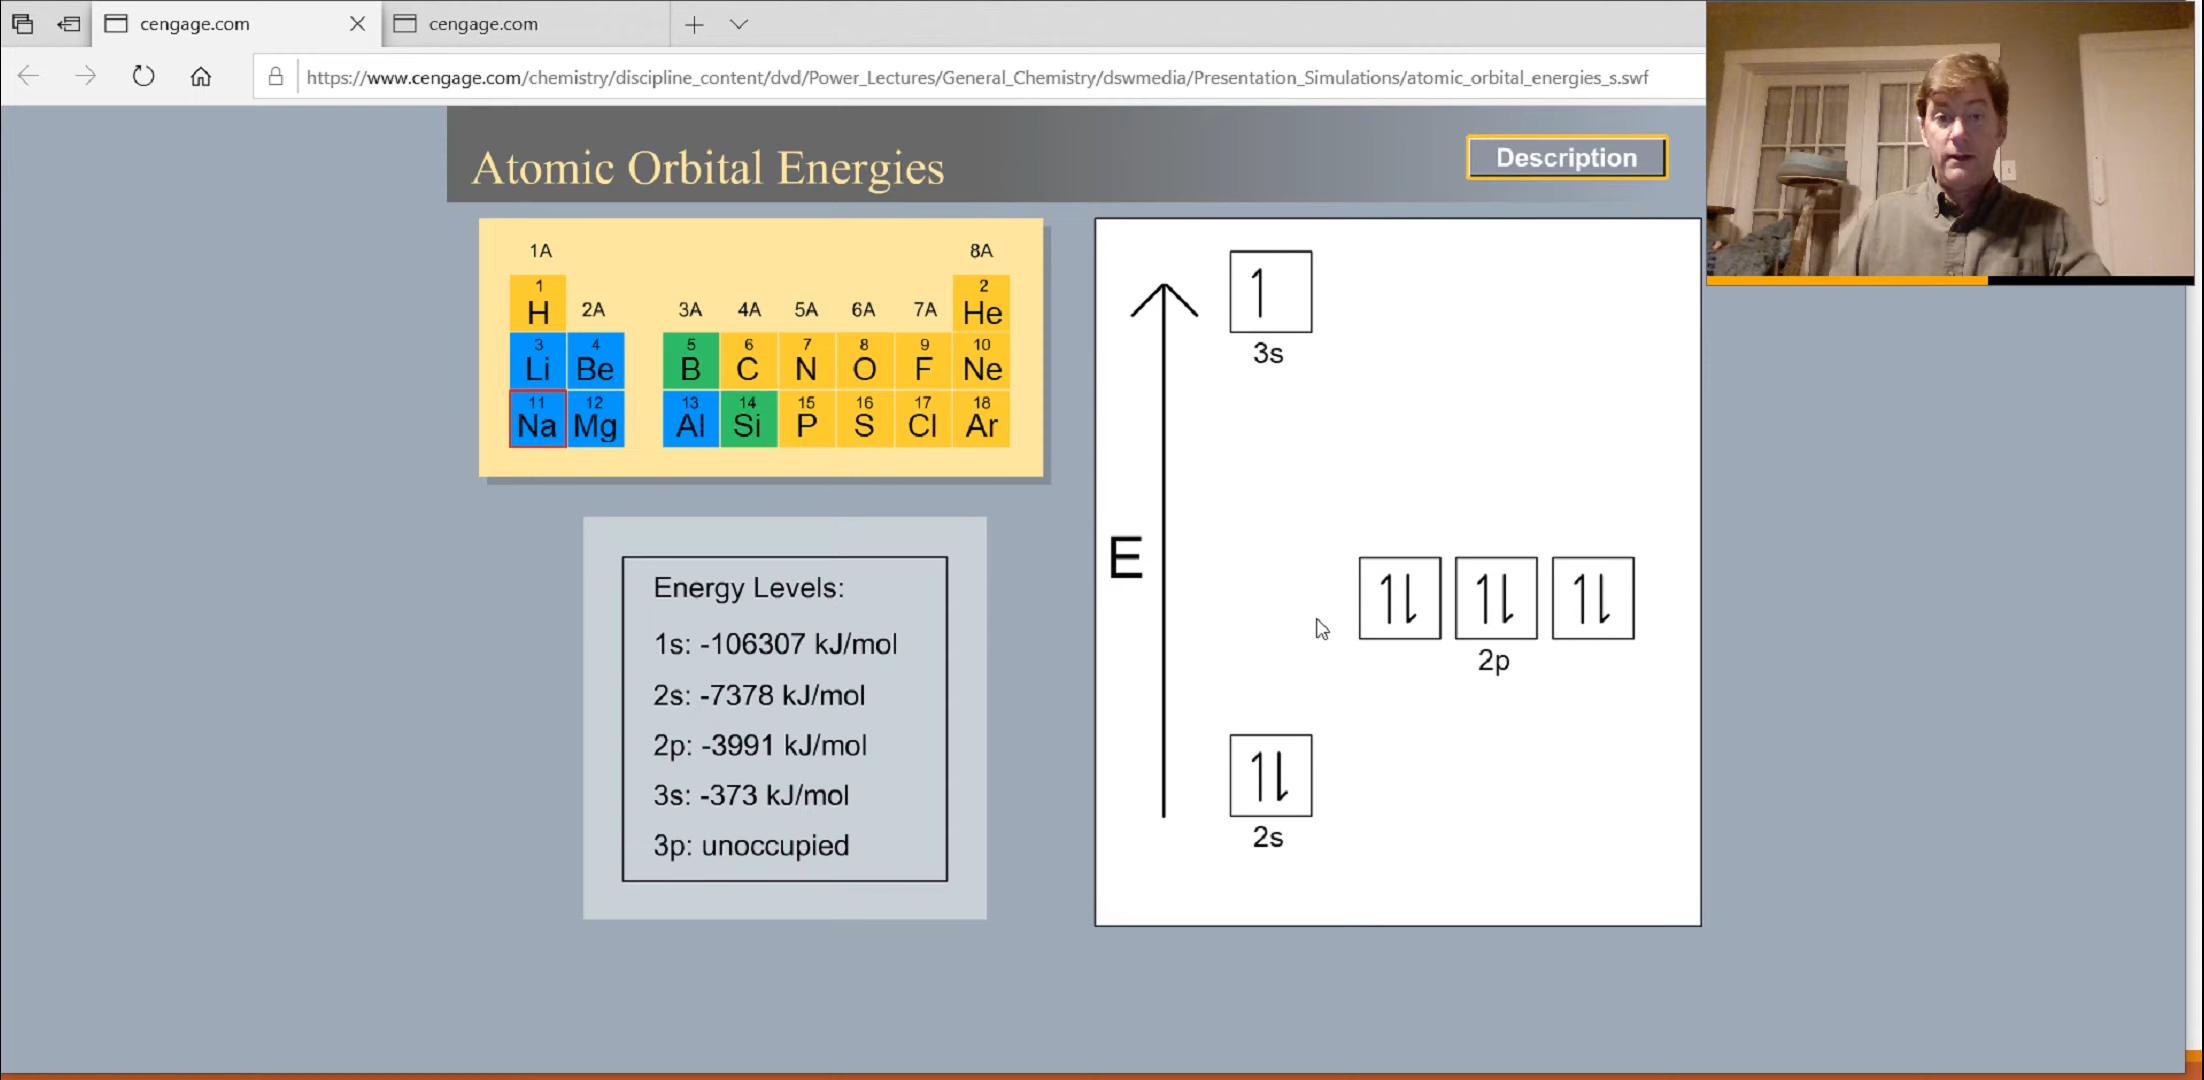 cengage.com
cengage.com
https://www.cengage.com/chemistry/discipline_content/dvd/Power_Lectures/General_Chemistry/dswmedia/Presentation_Simulations/atomic_orbital_energies_s.swf
Atomic Orbital Energies
Description
1A 8A
1 2
H 2A 3A 4A 5A 6A 7A He
3 4 5 6 7 8 9 10
Li Be B C N O F Ne
11 12 13 14 15 16 17 18
Na Mg Al Si P S Cl Ar
Energy Levels:
1s: -106307 kJ/mol
2s: -7378 kJ/mol
2p: -3991 kJ/mol
3s: -373 kJ/mol
3p: unoccupied
3s
E
2p
2s